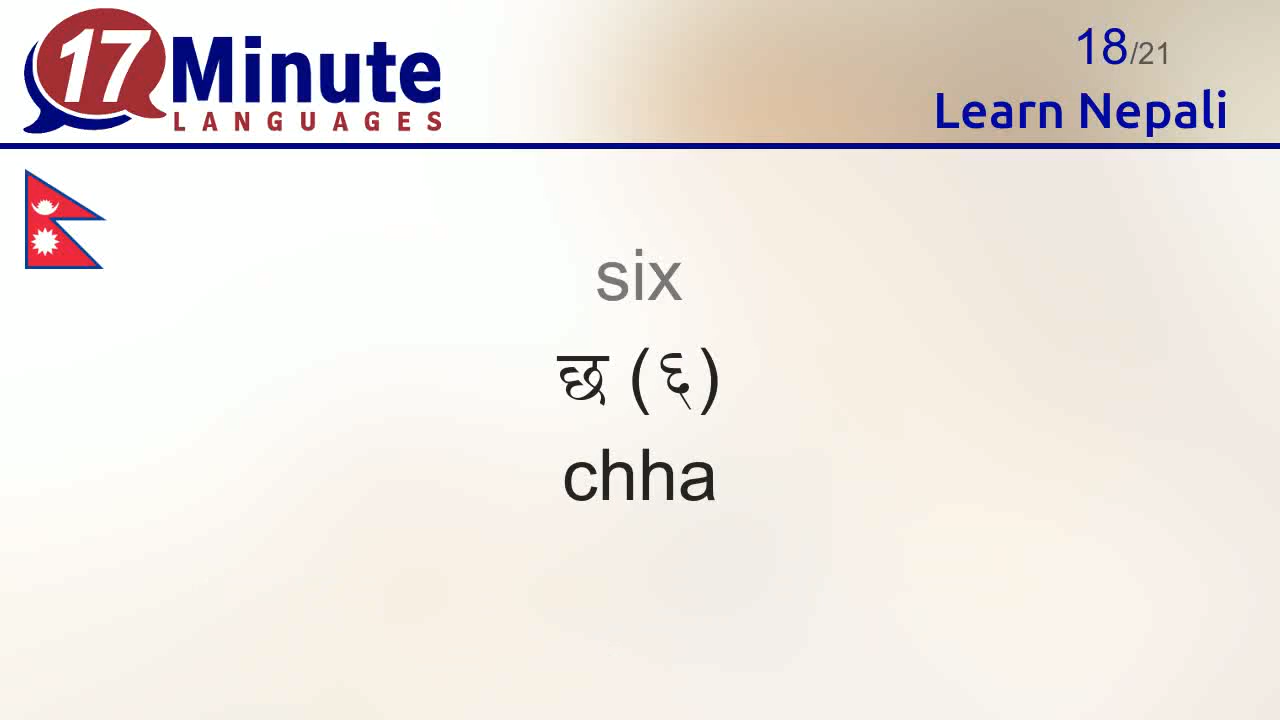 17 Minute
LANGUAGES
18/21
Learn Nepali
six
छ (६)
chha